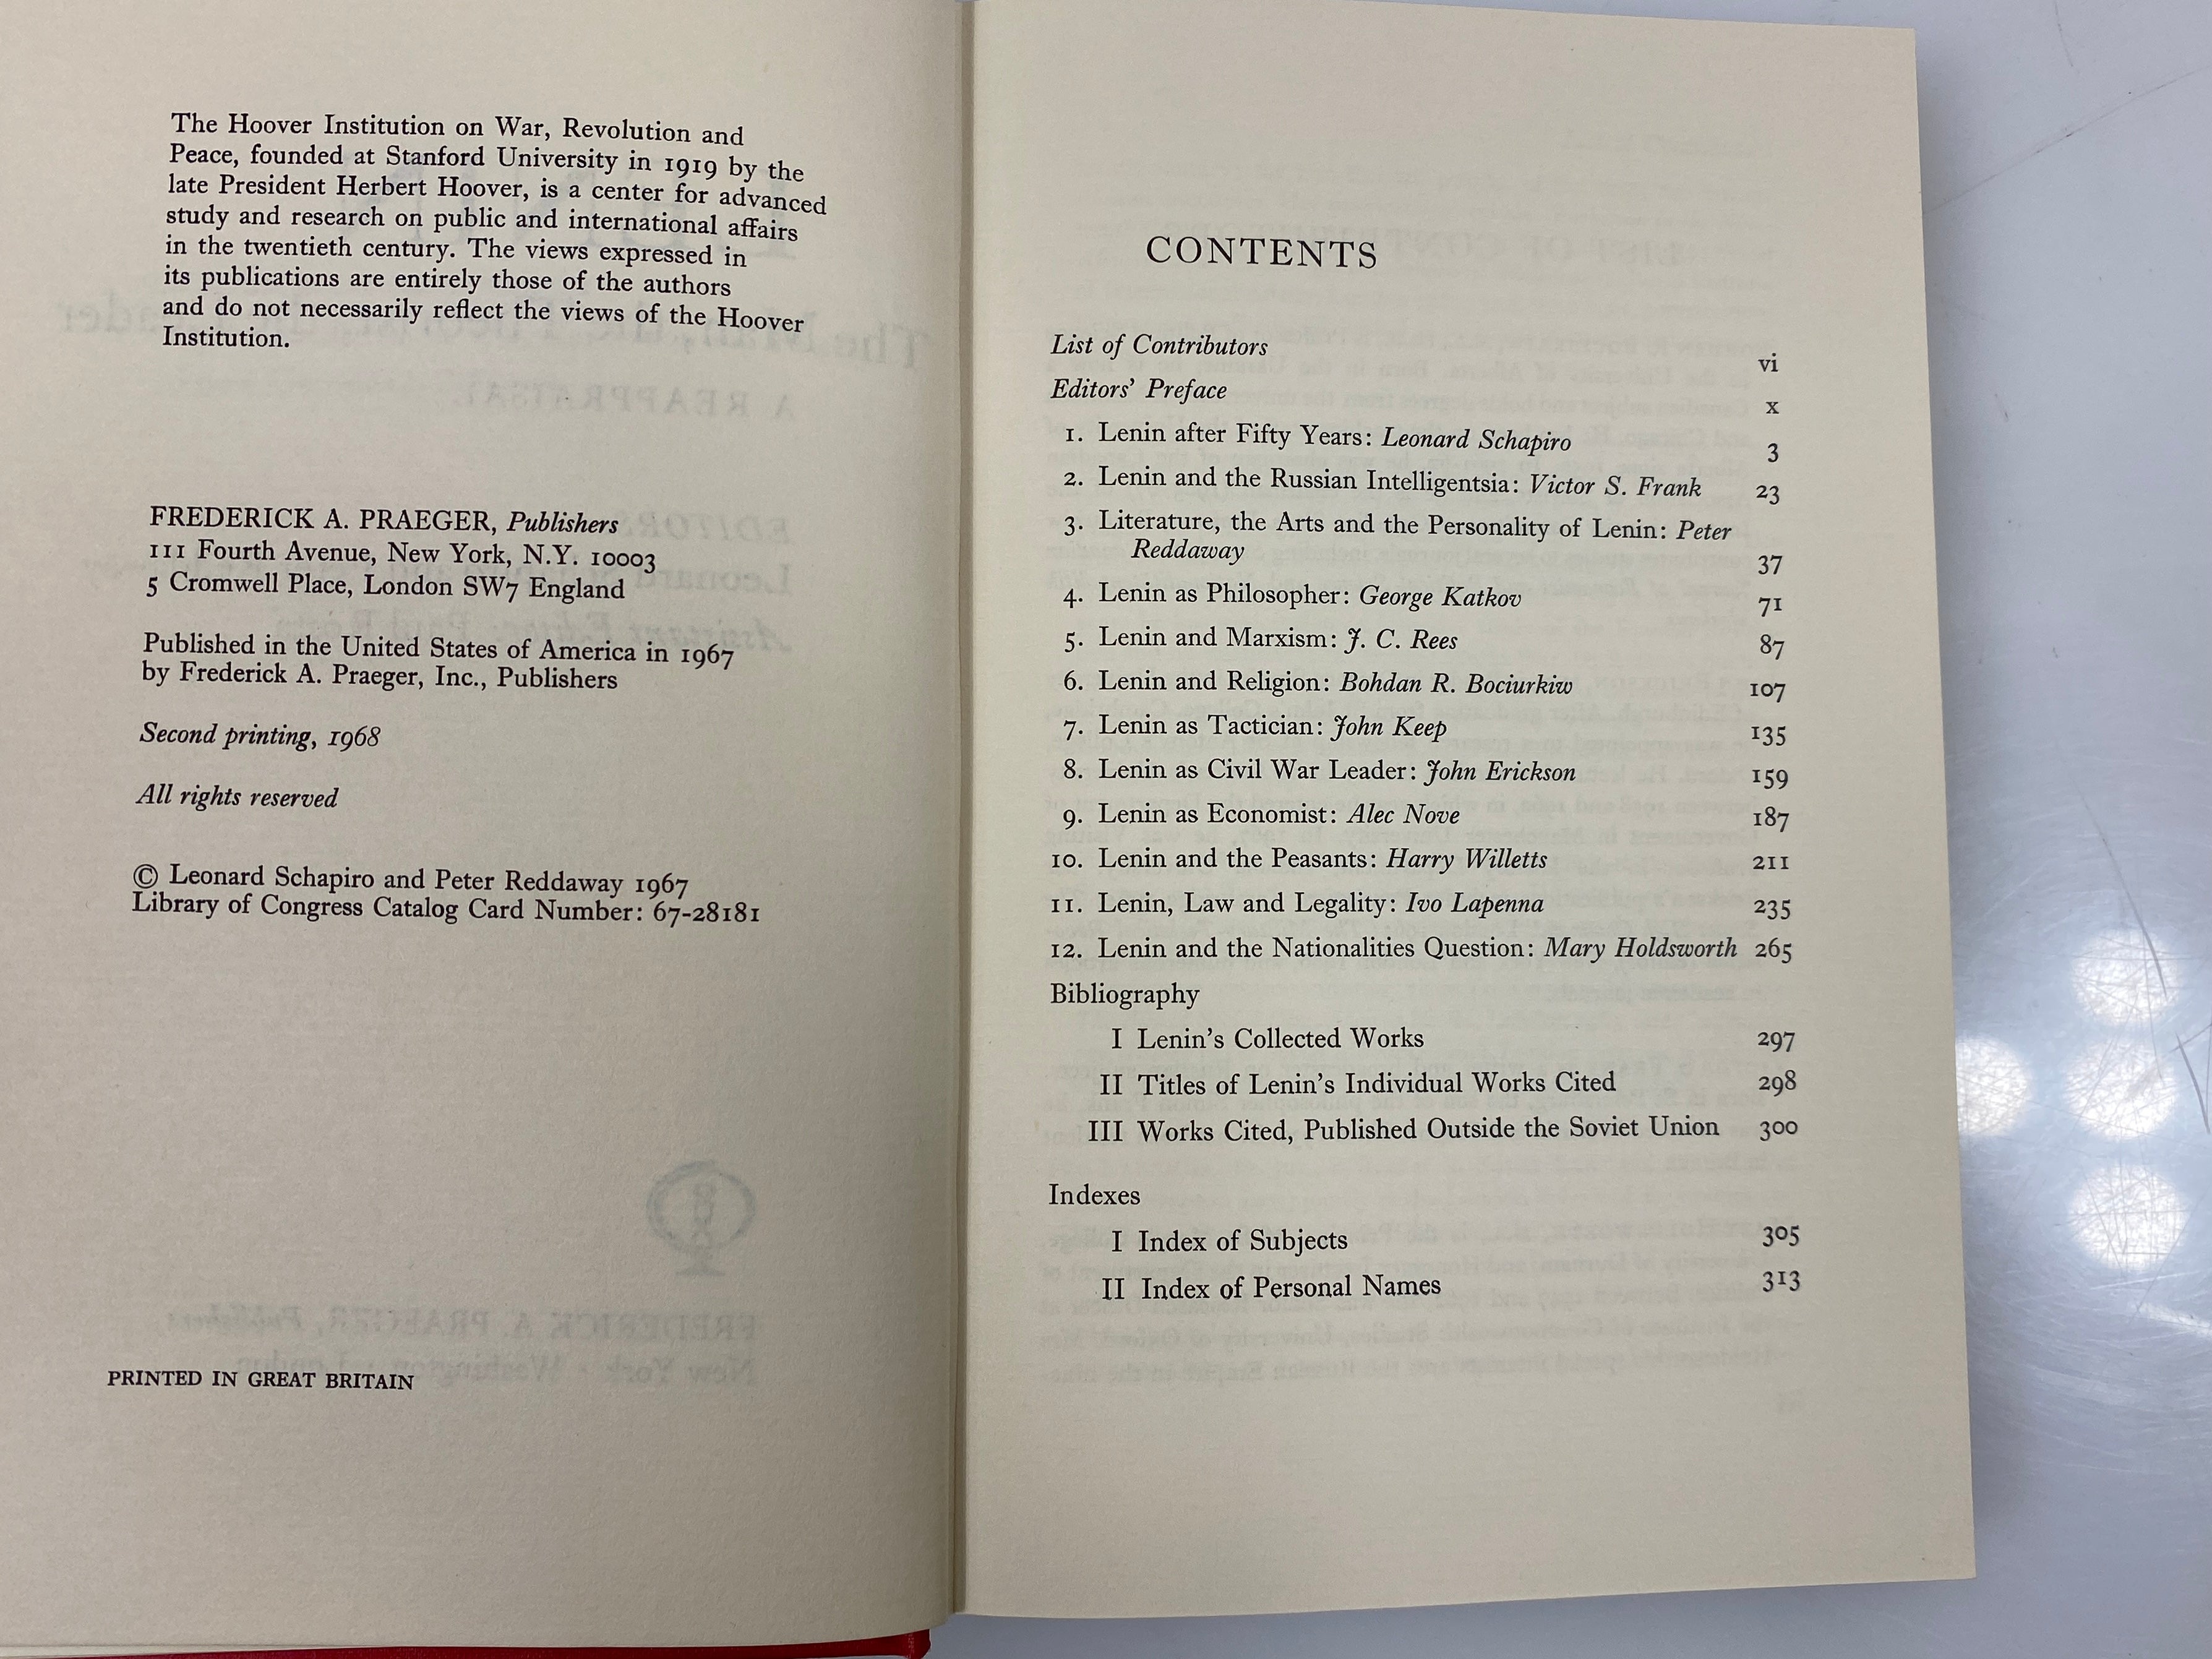 The Hoover Institution on War, Revolution and
Peace, founded at Stanford University in 1919 by the
late President Herbert Hoover, is a center for advanced
study and research on public and international affairs
in the twentieth century. The views expressed in
its publications are entirely those of the authors
and do not necessarily reflect the views of the Hoover
Institution.
FREDERICK A. PRAEGER, Publishers
111 Fourth Avenue, New York, N.Y. 10003
5 Cromwell Place, London SW7 England
Published in the United States of America in 1967
by Frederick A. Praeger, Inc., Publishers
Second printing, 1968
All rights reserved
© Leonard Schapiro and Peter Reddaway 1967
Library of Congress Catalog Card Number: 67-28181
PRINTED IN GREAT BRITAIN
CONTENTS
List of Contributors vi
Editors' Preface x
1. Lenin after Fifty Years: Leonard Schapiro 3
2. Lenin and the Russian Intelligentsia: Victor S. Frank 23
3. Literature, the Arts and the Personality of Lenin: Peter
Reddaway 37
4. Lenin as Philosopher: George Katkov 71
5. Lenin and Marxism: J. C. Rees 87
6. Lenin and Religion: Bohdan R. Bociurkiw 107
7. Lenin as Tactician: John Keep 135
8. Lenin as Civil War Leader: John Erickson 159
9. Lenin as Economist: Alec Nove 187
10. Lenin and the Peasants: Harry Willetts 211
11. Lenin, Law and Legality: Ivo Lapenna 235
12. Lenin and the Nationalities Question: Mary Holdsworth 265
Bibliography
I Lenin's Collected Works 297
II Titles of Lenin's Individual Works Cited 298
III Works Cited, Published Outside the Soviet Union 300
Indexes
I Index of Subjects 305
II Index of Personal Names 313